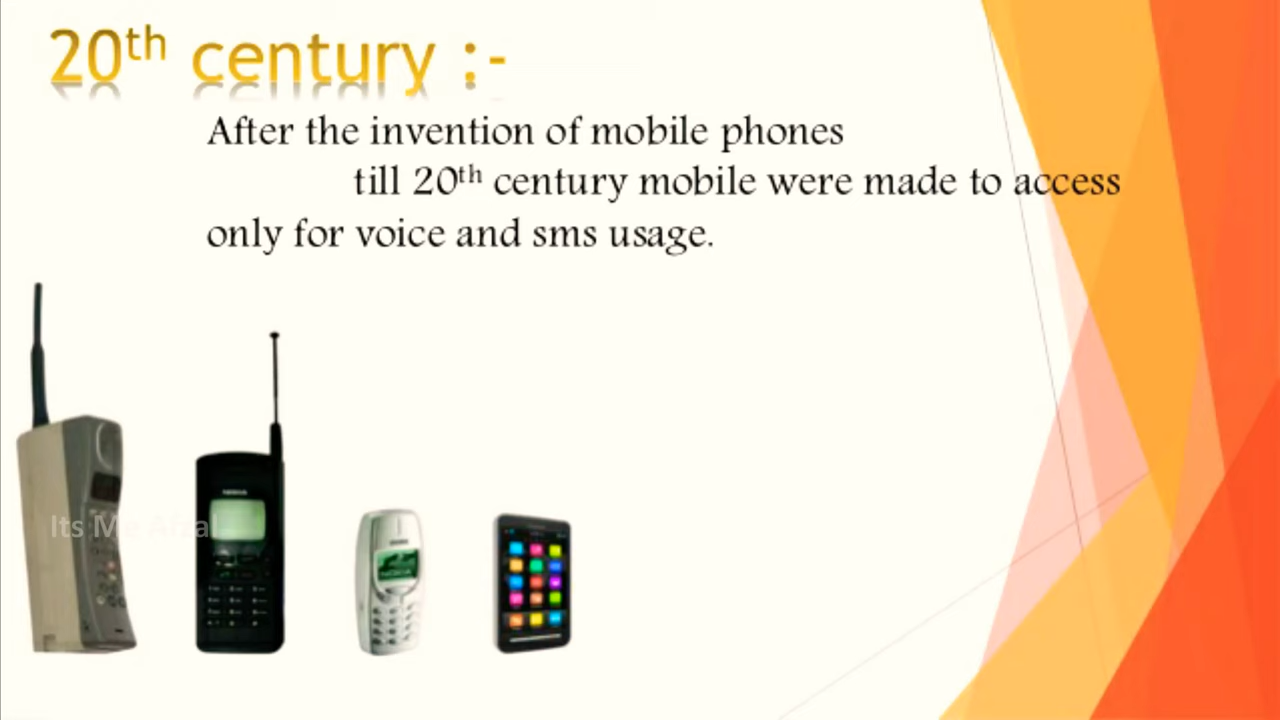 20th century :-
After the invention of mobile phones
till 20th century mobile were made to access
only for voice and sms usage.
Its Me Afzal
NOKIA